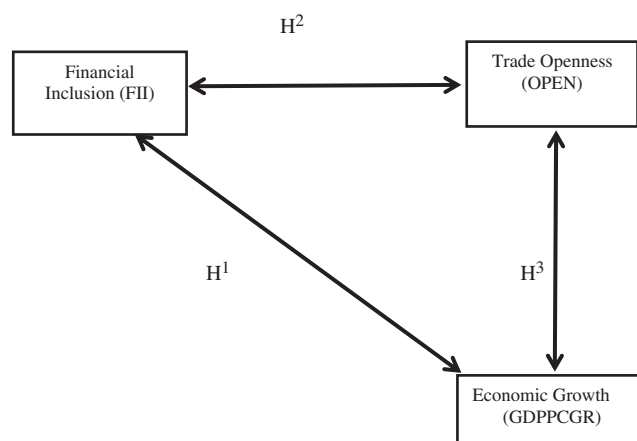 H²
Financial
Inclusion (FII)
Trade Openness
(OPEN)
H¹
H³
Economic Growth
(GDPPCGR)